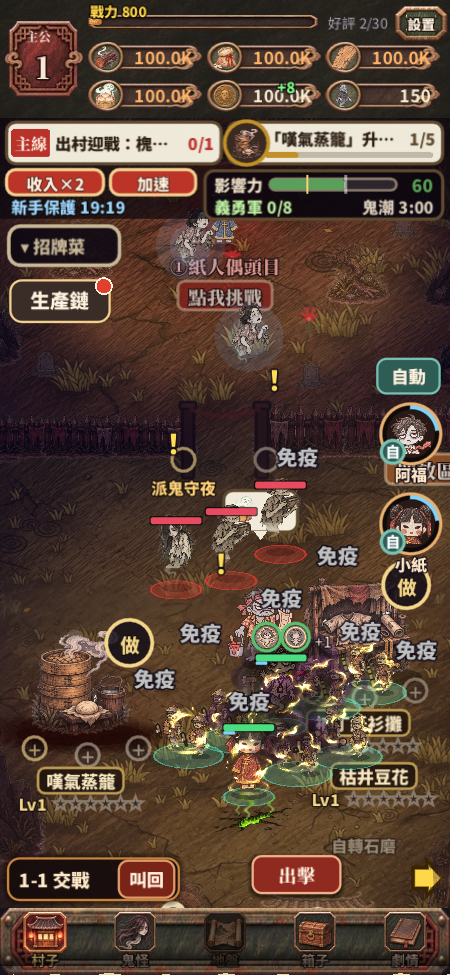 戰力 800
好評 2/30
設置
主公
1
100.0K
100.0K
100.0K
100.0K
100.0K
+8
150
主線 出村迎戰：槐… 0/1
「嘆氣蒸籠」升… 1/5
收入×2
加速
新手保護 19:19
影響力 60
義勇軍 0/8
鬼潮 3:00
▼招牌菜
生產鏈
①紙人偶頭目
點我挑戰
自動
!
!
免疫
自
阿福
派鬼守夜
免疫
!
自
小紙
做
免疫
免疫
+1
免疫
免疫
做
免疫
免疫
嘆氣蒸籠
Lv1
枯井豆花
Lv1
自轉石磨
1-1 交戰
叫回
出擊
村子
鬼怪
地盤
箱子
劇情